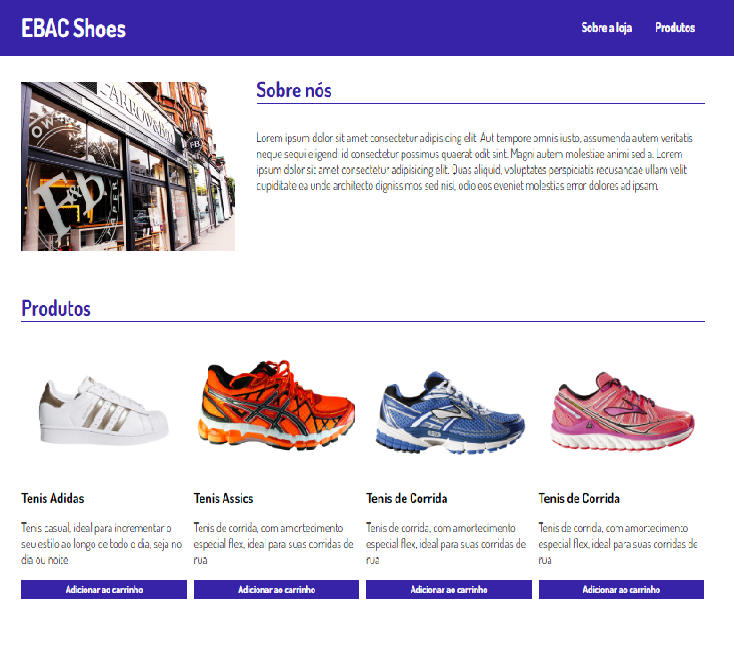 EBAC Shoes
Sobre a loja
Produtos
Sobre nós
Lorem ipsum dolor sit amet consectetur adipisicing elit. Aut tempore omnis iusto, assumenda autem veritatis
neque sequi eligendi id consectetur possimus quaerat odit sint. Magni autem molestiae animi sed a. Lorem
ipsum dolor sit amet consectetur adipisicing elit. Quas aliquid, voluptates perspiciatis recusandae ullam velit
cupiditate ea unde architecto dignissimos sed nisi, odio eos eveniet molestias error dolores ad ipsam.
FARROW&BALL
F&B
Produtos
Tenis Adidas
Tenis casual, ideal para incrementar o
seu estilo ao longo de todo o dia, seja no
dia ou noite
Adicionar ao carrinho
Tenis Assics
Tenis de corrida, com amortecimento
especial flex, ideal para suas corridas de
rua
Adicionar ao carrinho
Tenis de Corrida
Tenis de corrida, com amortecimento
especial flex, ideal para suas corridas de
rua
Adicionar ao carrinho
Tenis de Corrida
Tenis de corrida, com amortecimento
especial flex, ideal para suas corridas de
rua
Adicionar ao carrinho